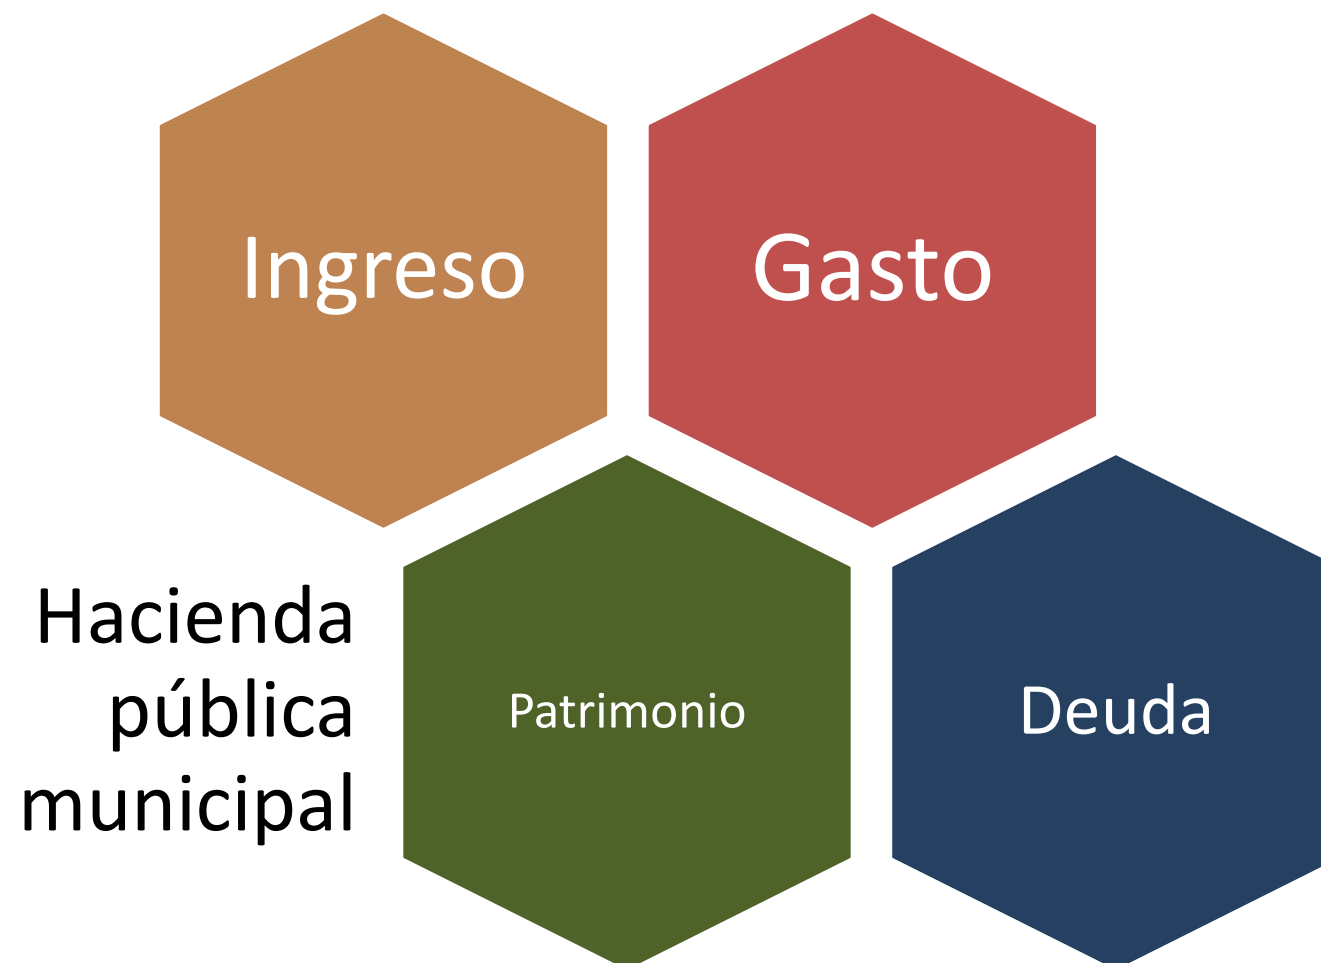 Ingreso
Gasto
Hacienda
pública
municipal
Patrimonio
Deuda